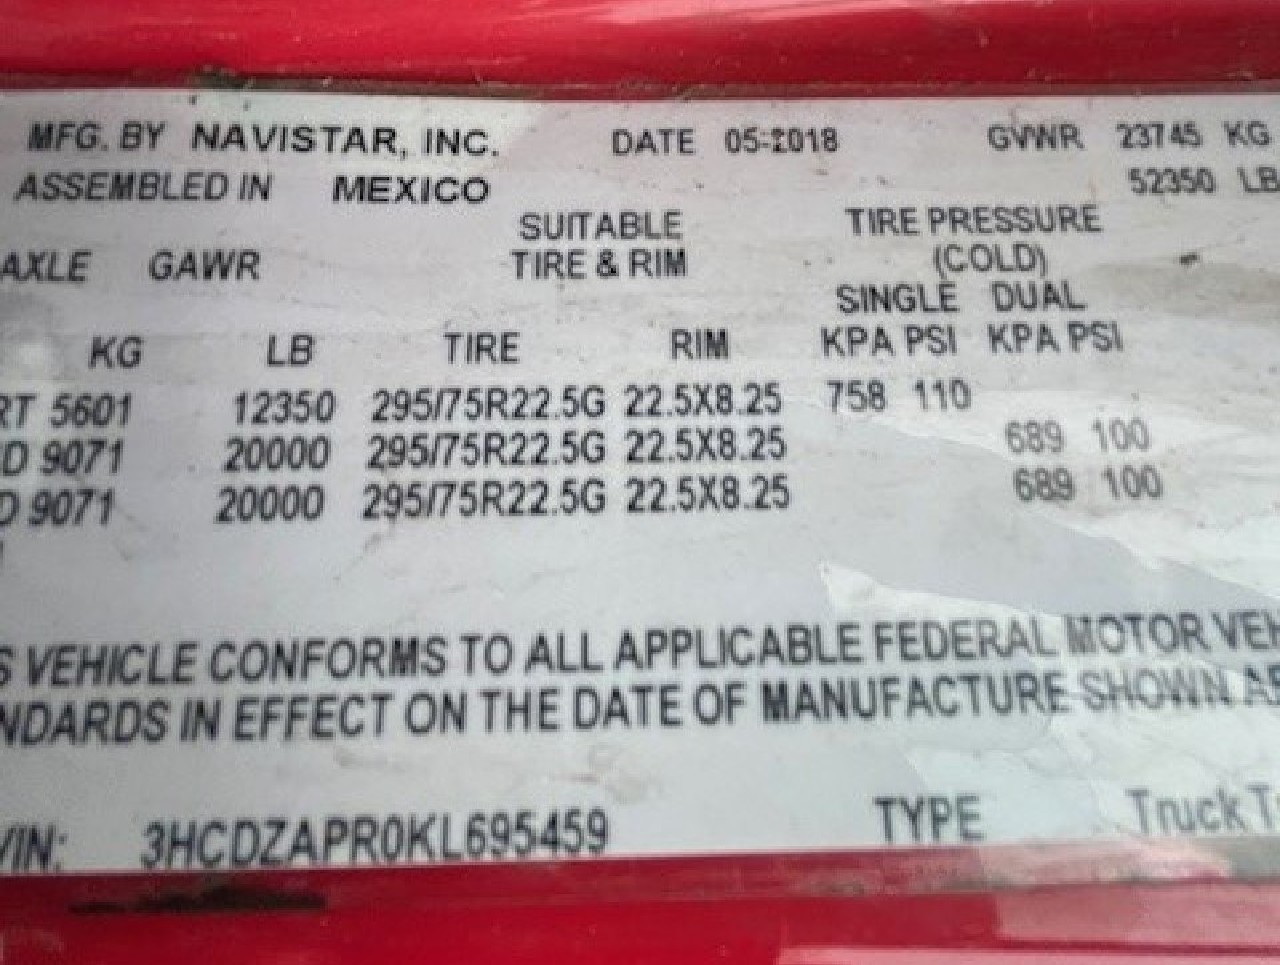 MFG. BY NAVISTAR, INC. DATE 05-2018 GVWR 23745 KG
ASSEMBLED IN MEXICO 52350 LB
SUITABLE TIRE PRESSURE
AXLE GAWR TIRE & RIM (COLD)
SINGLE DUAL
KG LB TIRE RIM KPA PSI KPA PSI
RT 5601 12350 295/75R22.5G 22.5X8.25 758 110
D 9071 20000 295/75R22.5G 22.5X8.25 689 100
D 9071 20000 295/75R22.5G 22.5X8.25 689 100
S VEHICLE CONFORMS TO ALL APPLICABLE FEDERAL MOTOR VEH
NDARDS IN EFFECT ON THE DATE OF MANUFACTURE SHOWN AB
VIN: 3HCDZAPR0KL695459 TYPE Truck T